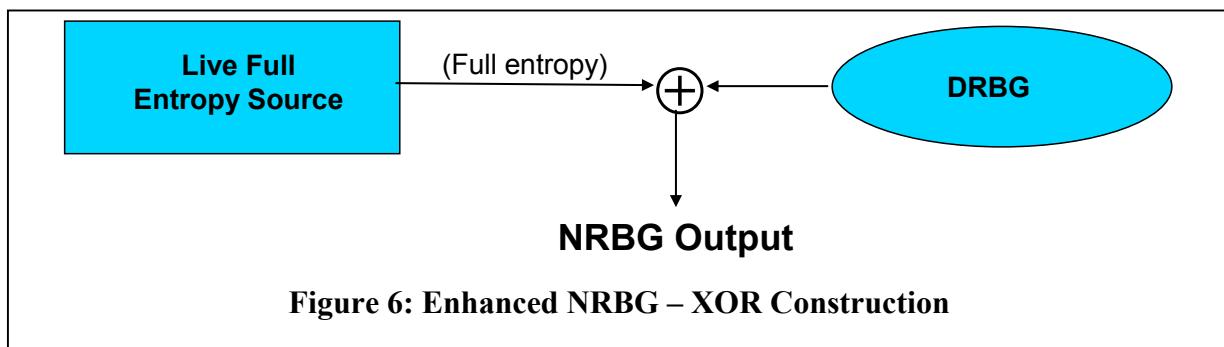 Live Full
Entropy Source
(Full entropy)
DRBG
NRBG Output
Figure 6: Enhanced NRBG – XOR Construction